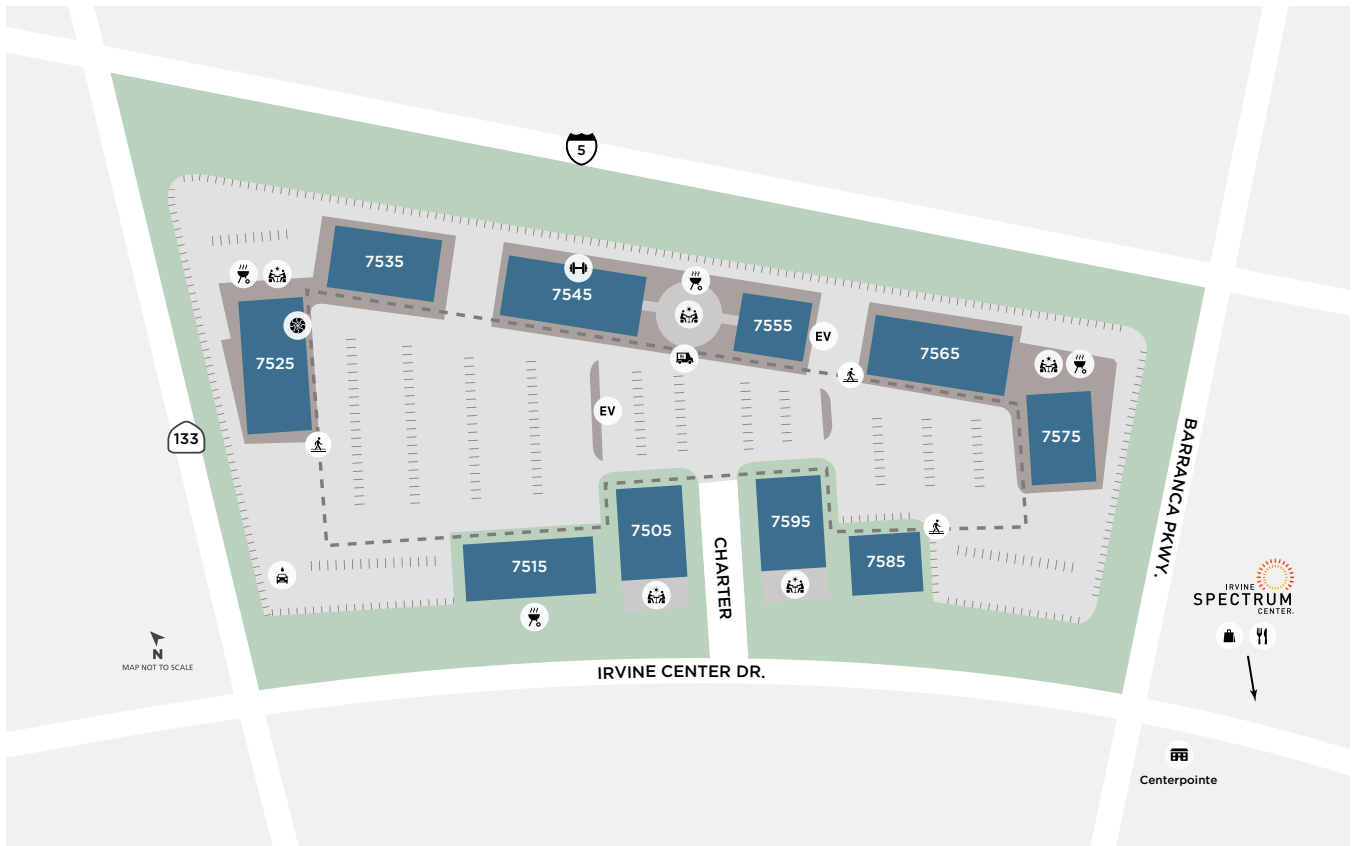 5
7535
7545
7555
EV
7565
7525
EV
133
7575
BARRANCA PKWY.
7505
7595
7515
7585
CHARTER
IRVINE
SPECTRUM
CENTER.
N
MAP NOT TO SCALE
IRVINE CENTER DR.
Centerpointe